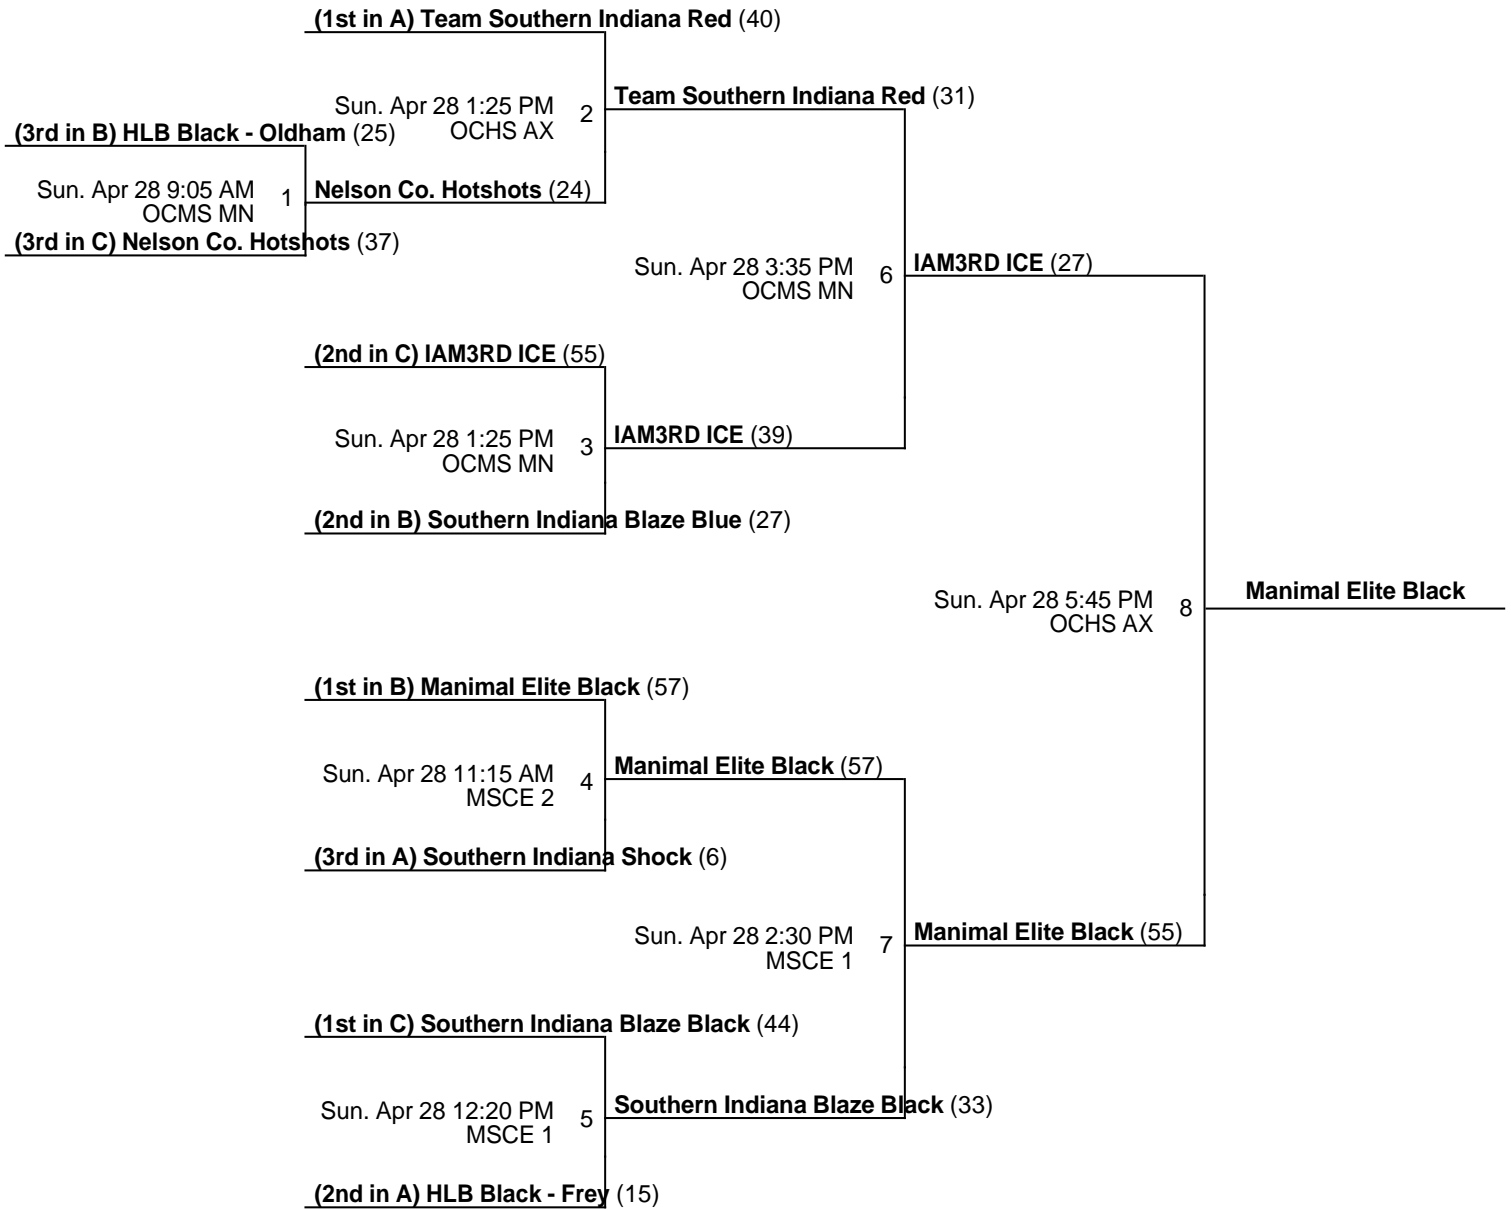 (1st in A) Team Southern Indiana Red (40)
Sun. Apr 28 1:25 PM
OCHS AX
2
Team Southern Indiana Red (31)
(3rd in B) HLB Black - Oldham (25)
Sun. Apr 28 9:05 AM
OCMS MN
1
Nelson Co. Hotshots (24)
(3rd in C) Nelson Co. Hotshots (37)
Sun. Apr 28 3:35 PM
OCMS MN
6
IAM3RD ICE (27)
(2nd in C) IAM3RD ICE (55)
Sun. Apr 28 1:25 PM
OCMS MN
3
IAM3RD ICE (39)
(2nd in B) Southern Indiana Blaze Blue (27)
Sun. Apr 28 5:45 PM
OCHS AX
8
Manimal Elite Black
(1st in B) Manimal Elite Black (57)
Sun. Apr 28 11:15 AM
MSCE 2
4
Manimal Elite Black (57)
(3rd in A) Southern Indiana Shock (6)
Sun. Apr 28 2:30 PM
MSCE 1
7
Manimal Elite Black (55)
(1st in C) Southern Indiana Blaze Black (44)
Sun. Apr 28 12:20 PM
MSCE 1
5
Southern Indiana Blaze Black (33)
(2nd in A) HLB Black - Frey (15)